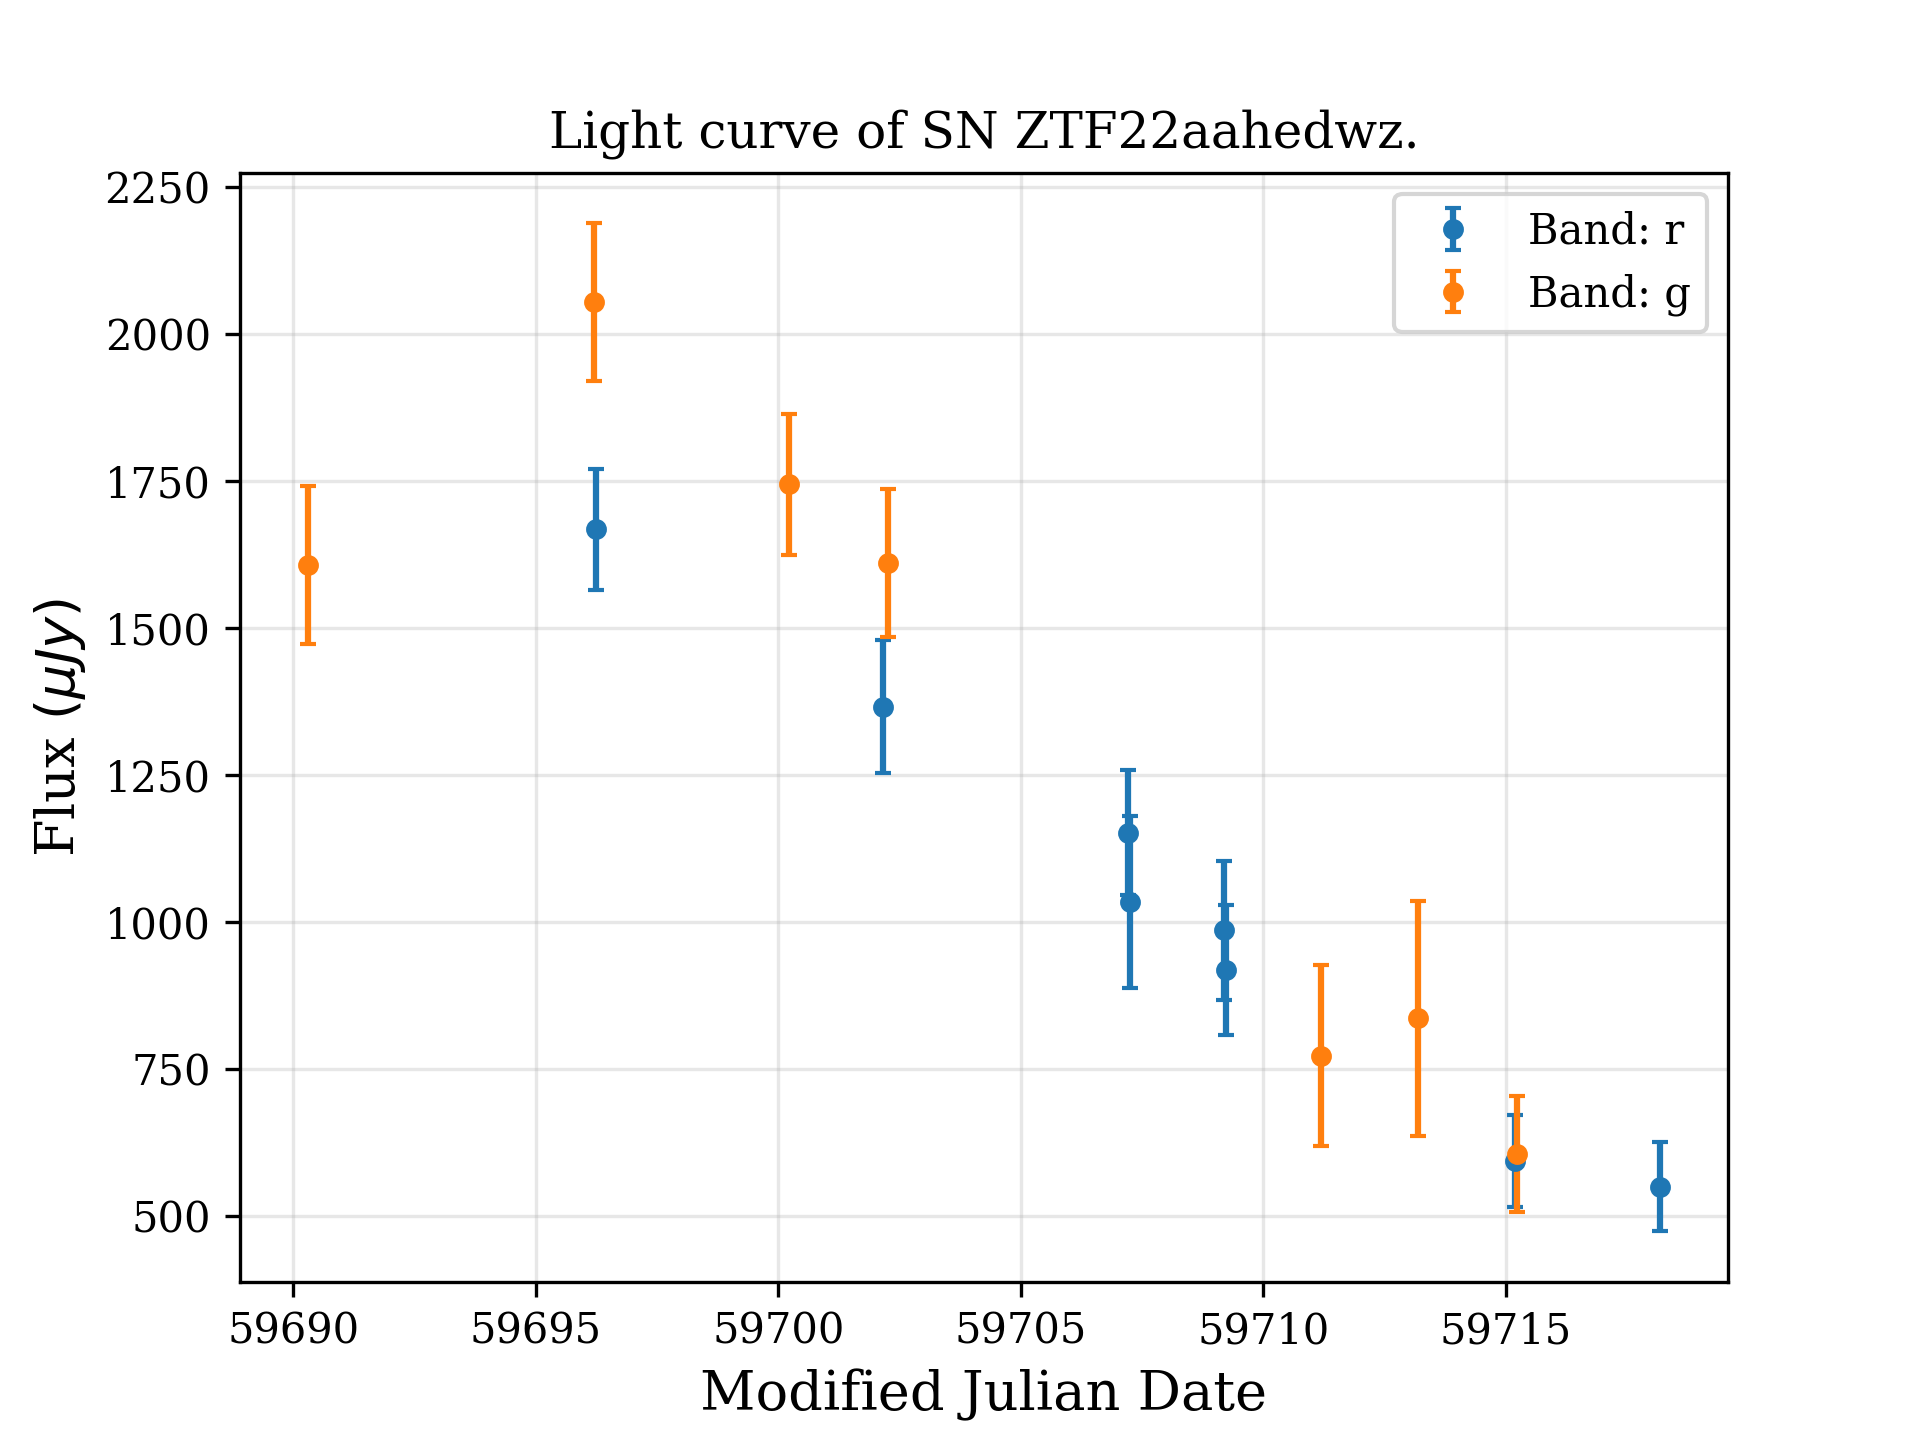 Light curve of SN ZTF22aahedwz.
Band: r
Band: g
2250
2000
1750
1500
1250
1000
750
500
Flux (μJy)
59690 59695 59700 59705 59710 59715
Modified Julian Date